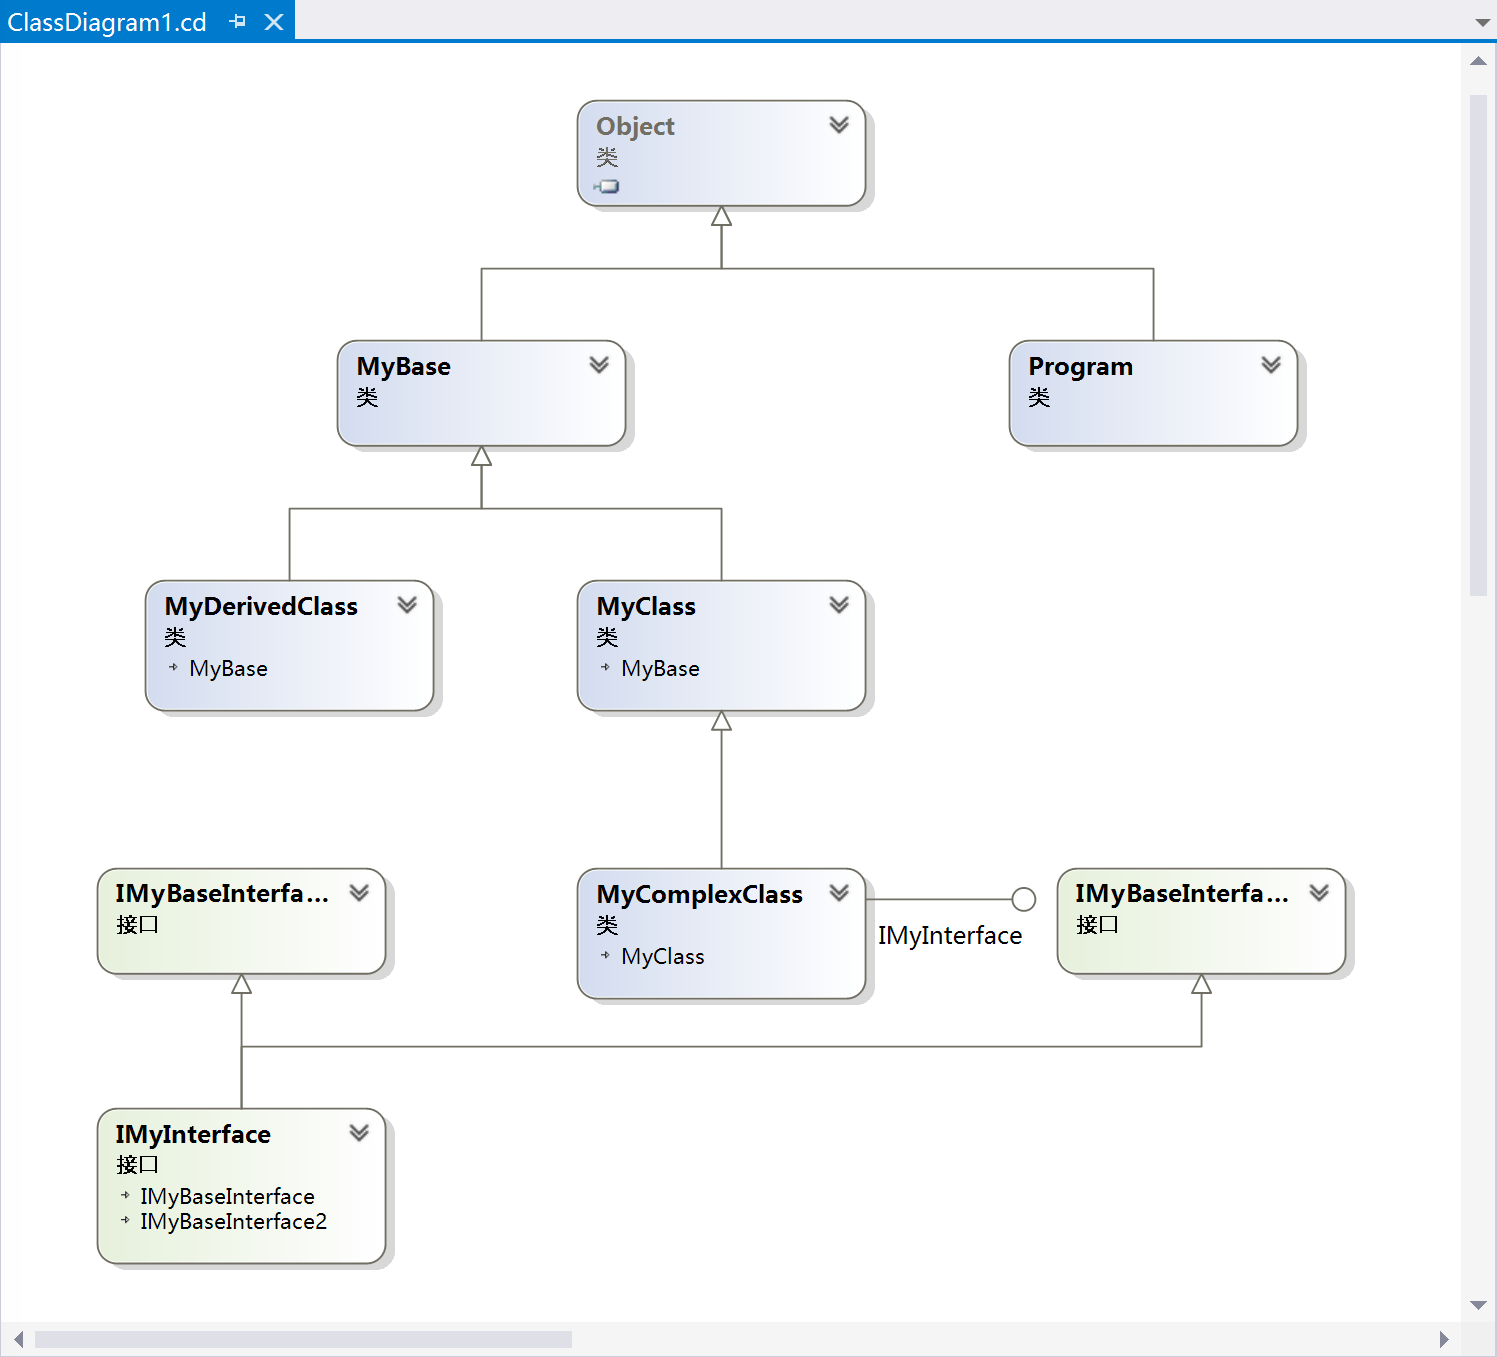 ClassDiagram1.cd
Object
类
MyBase
类
Program
类
MyDerivedClass
类
MyBase
MyClass
类
MyBase
IMyBaseInterfa...
接口
MyComplexClass
类
MyClass
IMyInterface
IMyBaseInterfa...
接口
IMyInterface
接口
IMyBaseInterface
IMyBaseInterface2